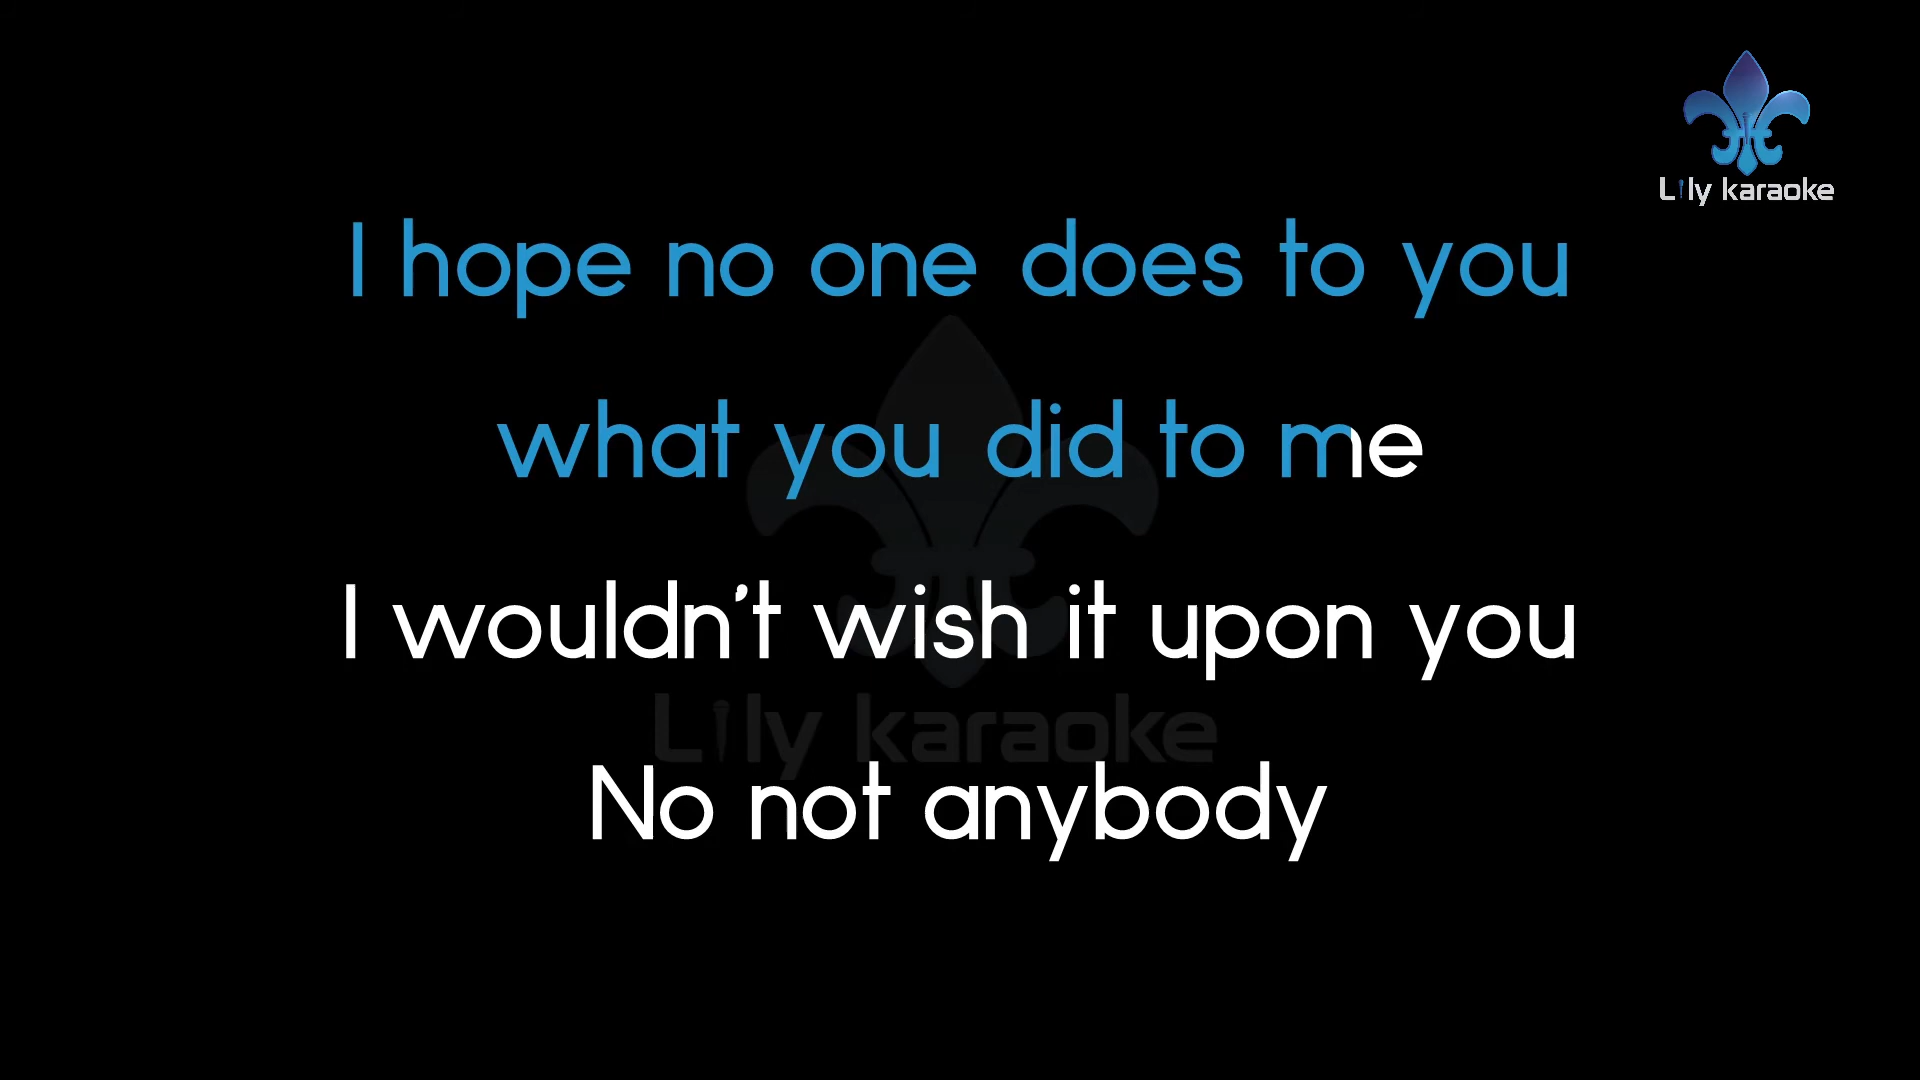 Lily karaoke
I hope no one does to you
what you did to me
I wouldn't wish it upon you
Lily karaoke
No not anybody